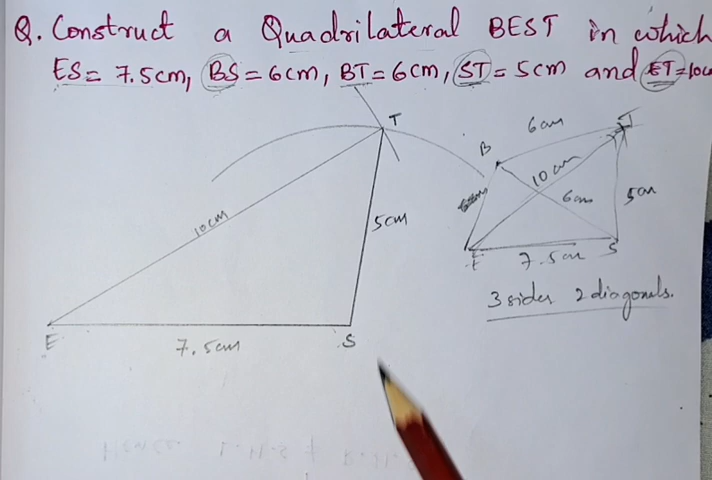 Q. Construct a Quadrilateral BEST in which
ES = 7.5cm, BS = 6cm, BT = 6cm, ST = 5cm and ET = 10c
T
6cm
B
10cm
6cm
5cm
10cm
5cm
E
7.5cm
S
3 sides 2 diagonals.
E
7.5cm
S